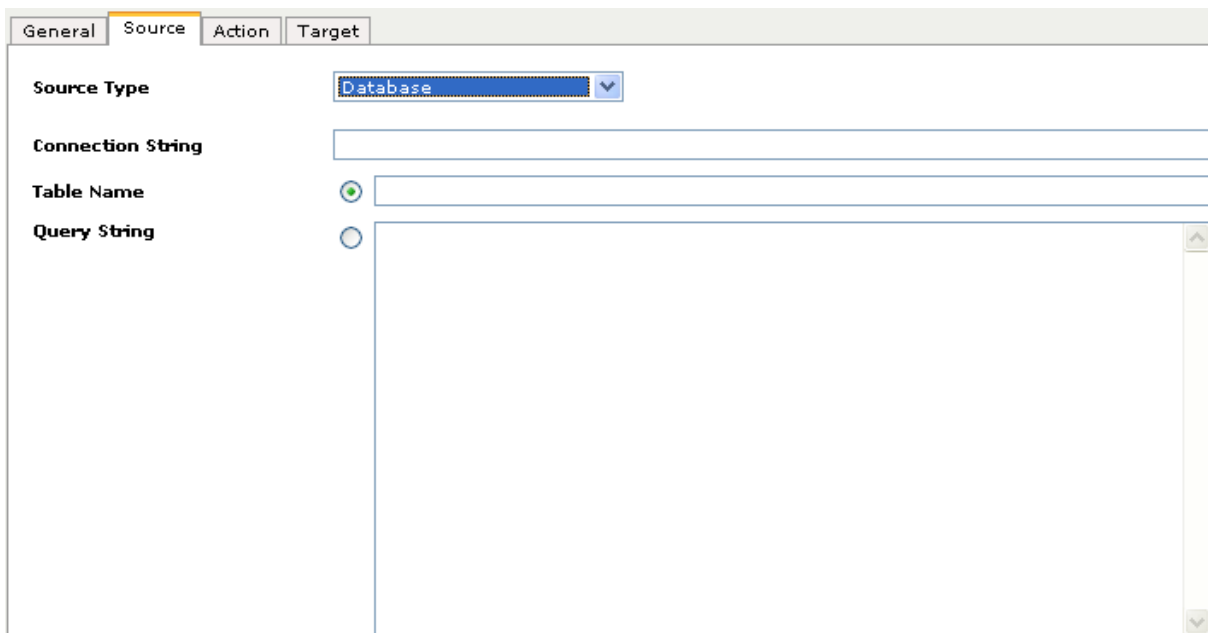 General Source Action Target
Source Type Database
Connection String
Table Name
Query String